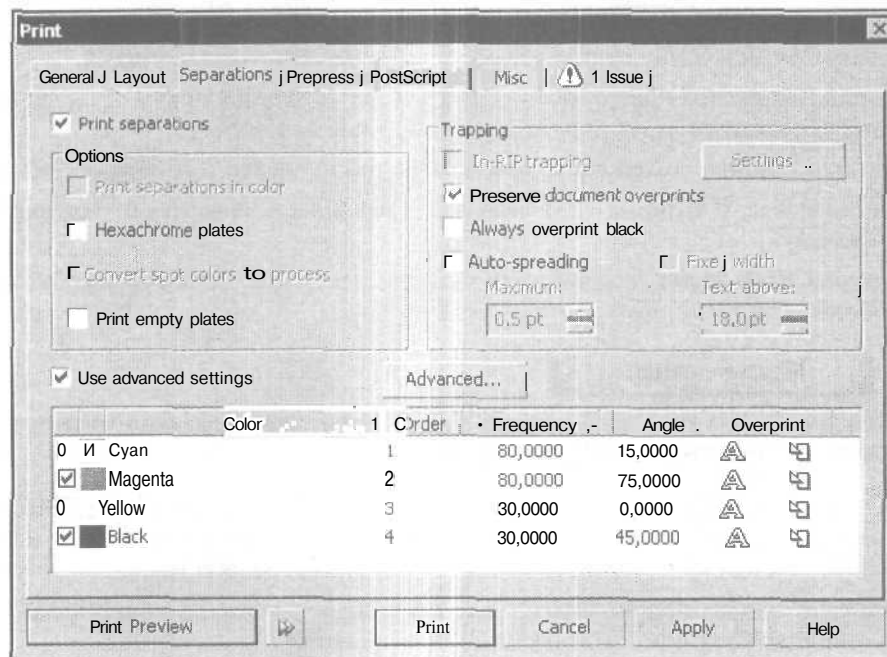 Print
General J Layout Separations j Prepress j PostScript | Misc | 1 Issue j
Print separations
Options
Print separations in color
Г Hexachrome plates
Г Convert spot colors to process
Print empty plates
Trapping
In-RIP trapping Settings ..
Preserve document overprints
Always overprint black
Г Auto-spreading Г Fixe j width
Maximum: Text above: j
0.5 pt 18.0 pt
Use advanced settings Advanced... |
Color 1 Order • Frequency ,- Angle . Overprint
0 И Cyan 1 80,0000 15,0000
Magenta 2 80,0000 75,0000
0 Yellow 3 30,0000 0,0000
Black 4 30,0000 45,0000
Print Preview Print Cancel Apply Help